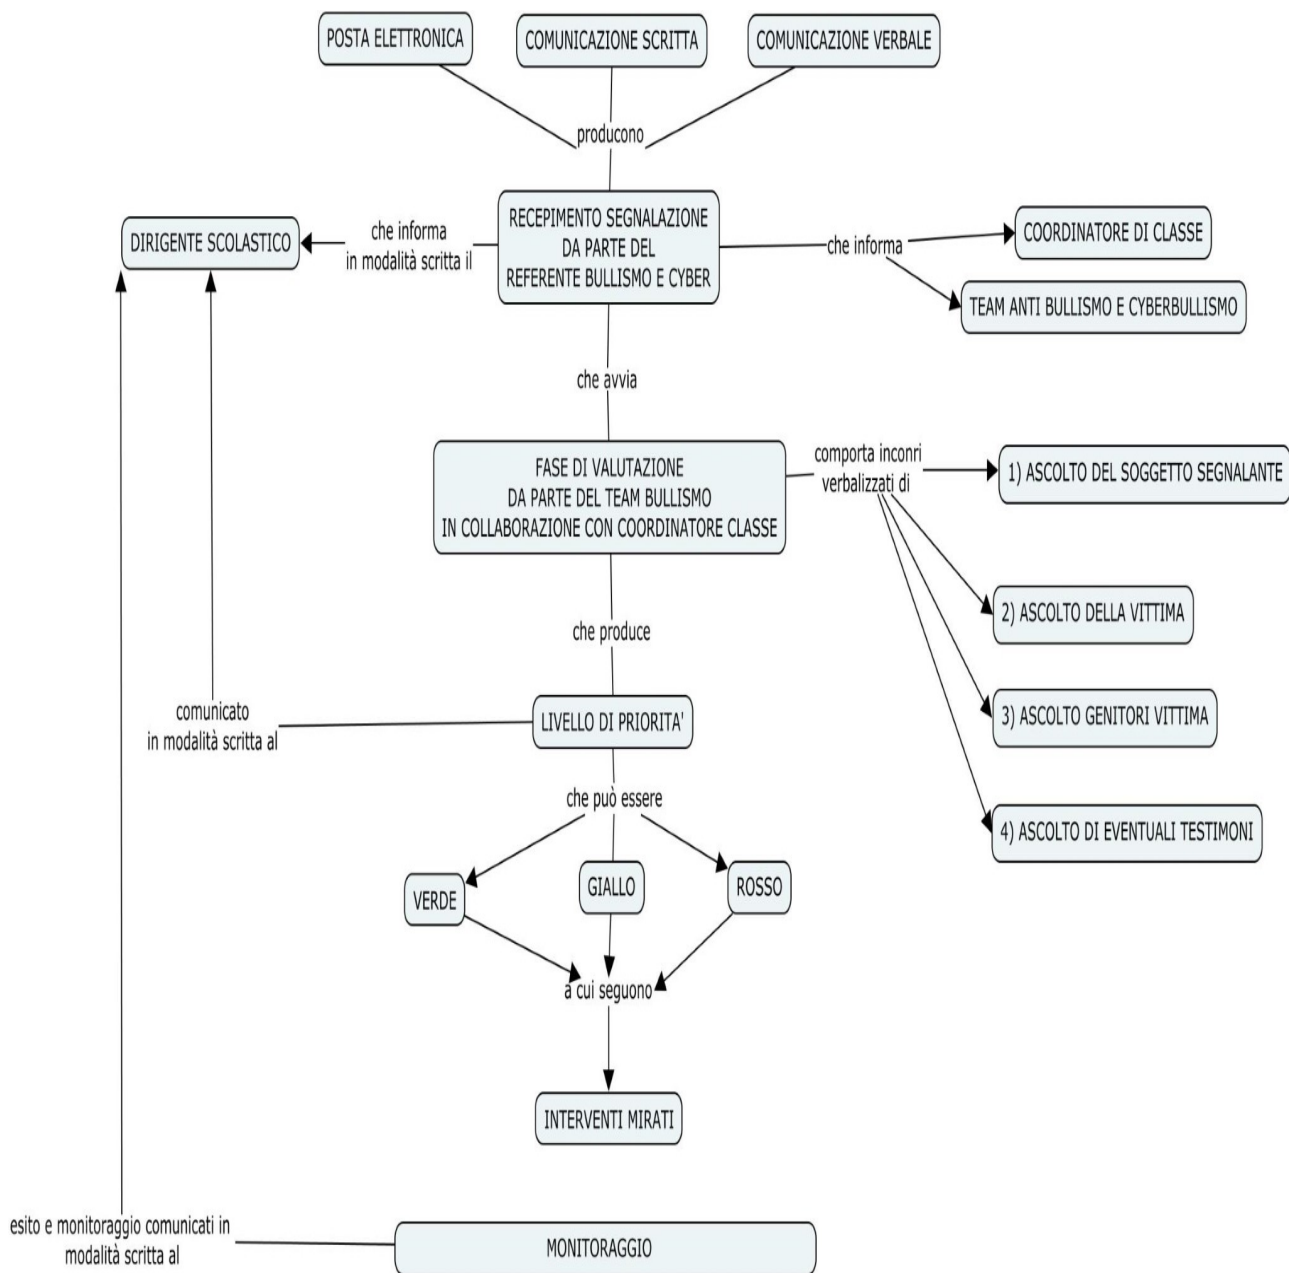 POSTA ELETTRONICA
COMUNICAZIONE SCRITTA
COMUNICAZIONE VERBALE
producono
RECEPIMENTO SEGNALAZIONE
DA PARTE DEL
REFERENTE BULLISMO E CYBER
che informa
in modalità scritta il
DIRIGENTE SCOLASTICO
che informa
COORDINATORE DI CLASSE
TEAM ANTI BULLISMO E CYBERBULLISMO
che avvia
FASE DI VALUTAZIONE
DA PARTE DEL TEAM BULLISMO
IN COLLABORAZIONE CON COORDINATORE CLASSE
comporta inconri
verbalizzati di
1) ASCOLTO DEL SOGGETTO SEGNALANTE
2) ASCOLTO DELLA VITTIMA
3) ASCOLTO GENITORI VITTIMA
4) ASCOLTO DI EVENTUALI TESTIMONI
che produce
LIVELLO DI PRIORITA'
comunicato
in modalità scritta al
che può essere
VERDE
GIALLO
ROSSO
a cui seguono
INTERVENTI MIRATI
esito e monitoraggio comunicati in
modalità scritta al
MONITORAGGIO